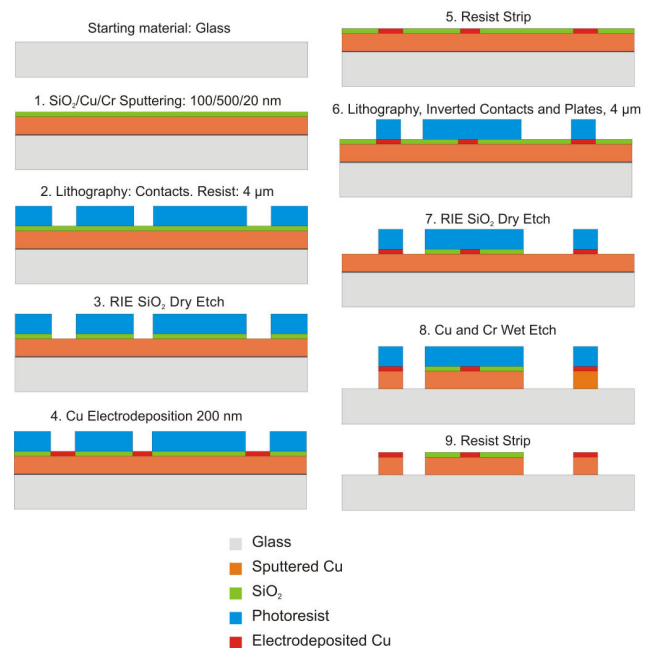 Starting material: Glass
1. SiO₂/Cu/Cr Sputtering: 100/500/20 nm
2. Lithography: Contacts. Resist: 4 µm
3. RIE SiO₂ Dry Etch
4. Cu Electrodeposition 200 nm
5. Resist Strip
6. Lithography, Inverted Contacts and Plates, 4 µm
7. RIE SiO₂ Dry Etch
8. Cu and Cr Wet Etch
9. Resist Strip
Glass
Sputtered Cu
SiO₂
Photoresist
Electrodeposited Cu